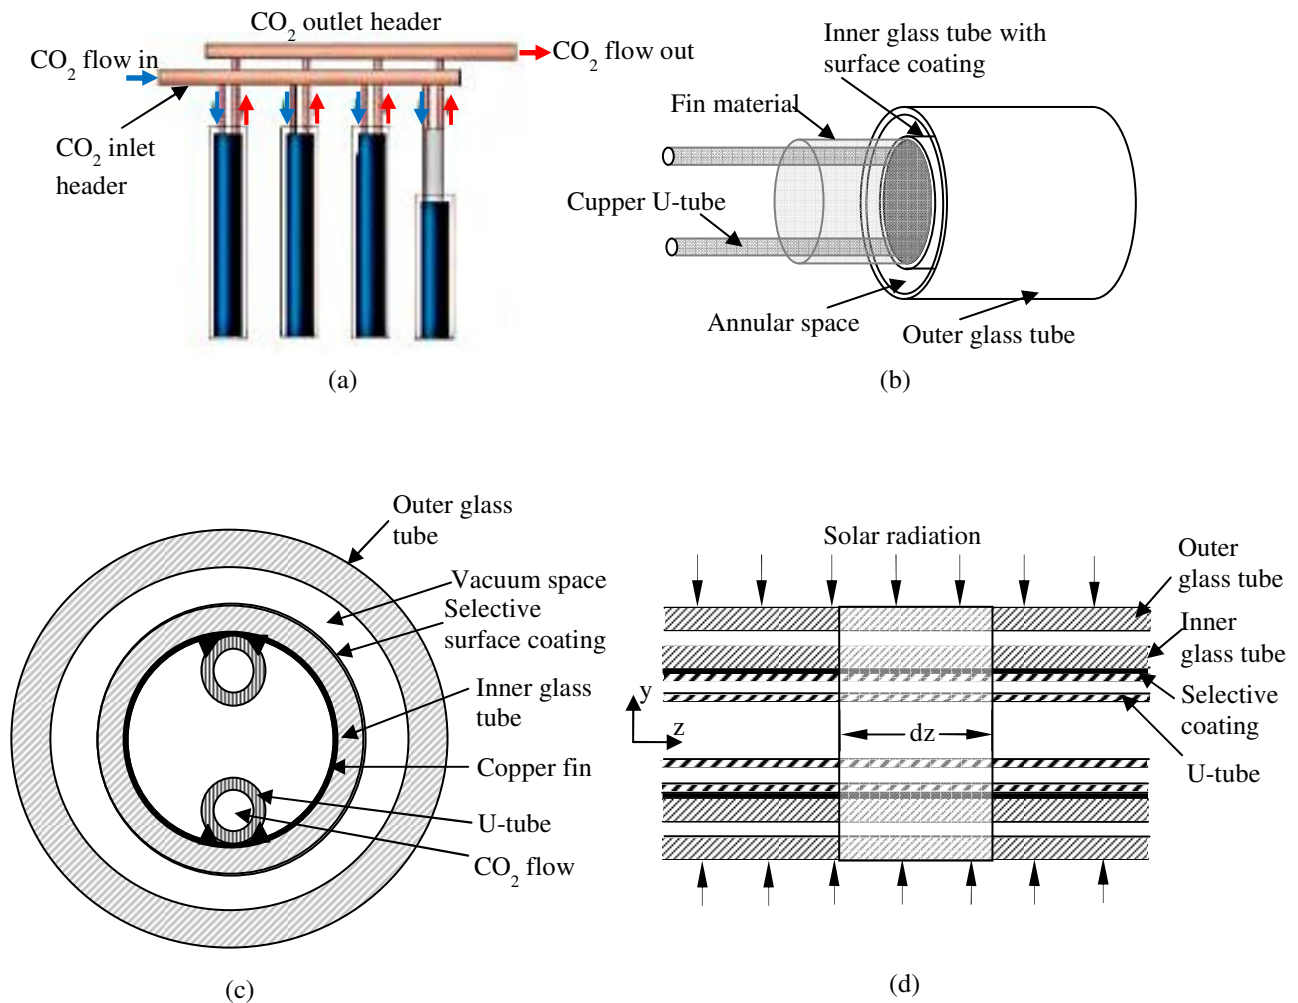 CO₂ outlet header
CO₂ flow in
CO₂ flow out
CO₂ inlet
header
(a)
Inner glass tube with
surface coating
Fin material
Cupper U-tube
Annular space
Outer glass tube
(b)
Outer glass
tube
Vacuum space
Selective
surface coating
Inner glass
tube
Copper fin
U-tube
CO₂ flow
(c)
Solar radiation
Outer
glass tube
Inner
glass tube
Selective
coating
U-tube
y
z
dz
(d)